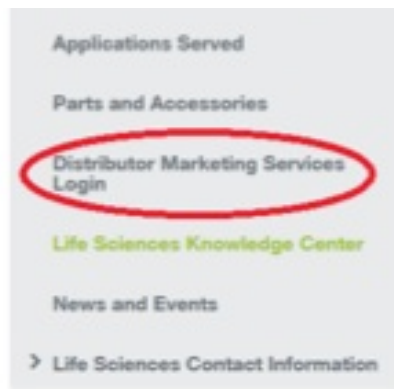 Applications Served
Parts and Accessories
Distributor Marketing Services
Login
Life Sciences Knowledge Center
News and Events
> Life Sciences Contact Information